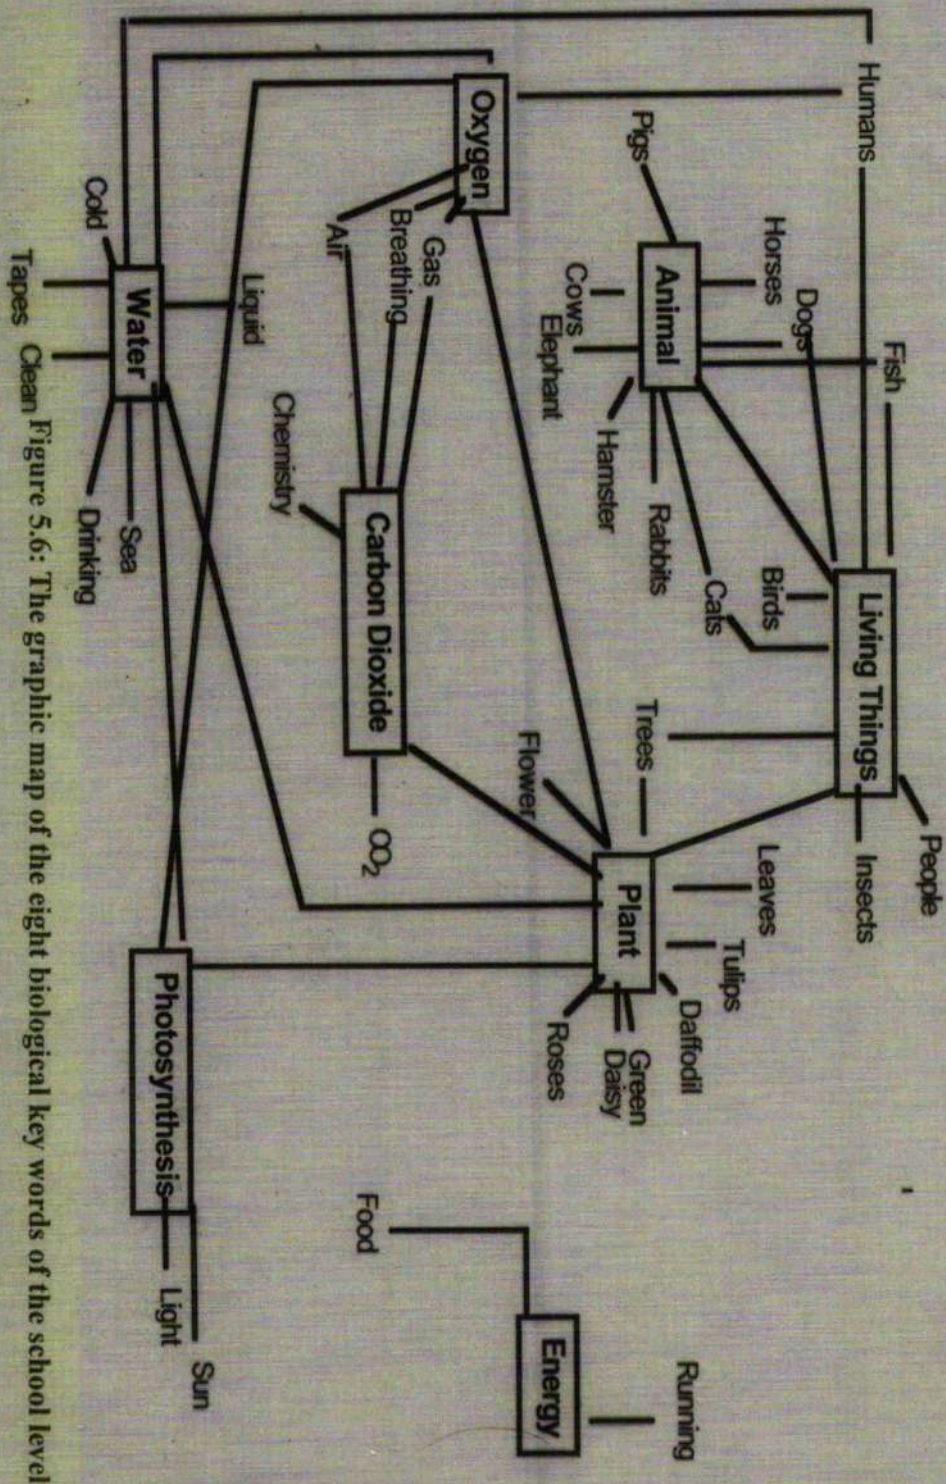 Humans
Fish
People
Insects
Living Things
Horses
Dogs
Birds
Cats
Leaves
Tulips
Daffodil
Pigs
Animal
Cows
Elephant
Hamster
Rabbits
Trees
Plant
Green
Daisy
Roses
Running
Oxygen
Flower
Energy
Gas
Breathing
Air
Carbon Dioxide
CO₂
Food
Chemistry
Liquid
Water
Photosynthesis
Light
Sun
Cold
Sea
Drinking
Tapes
Clean
Figure 5.6: The graphic map of the eight biological key words of the school level